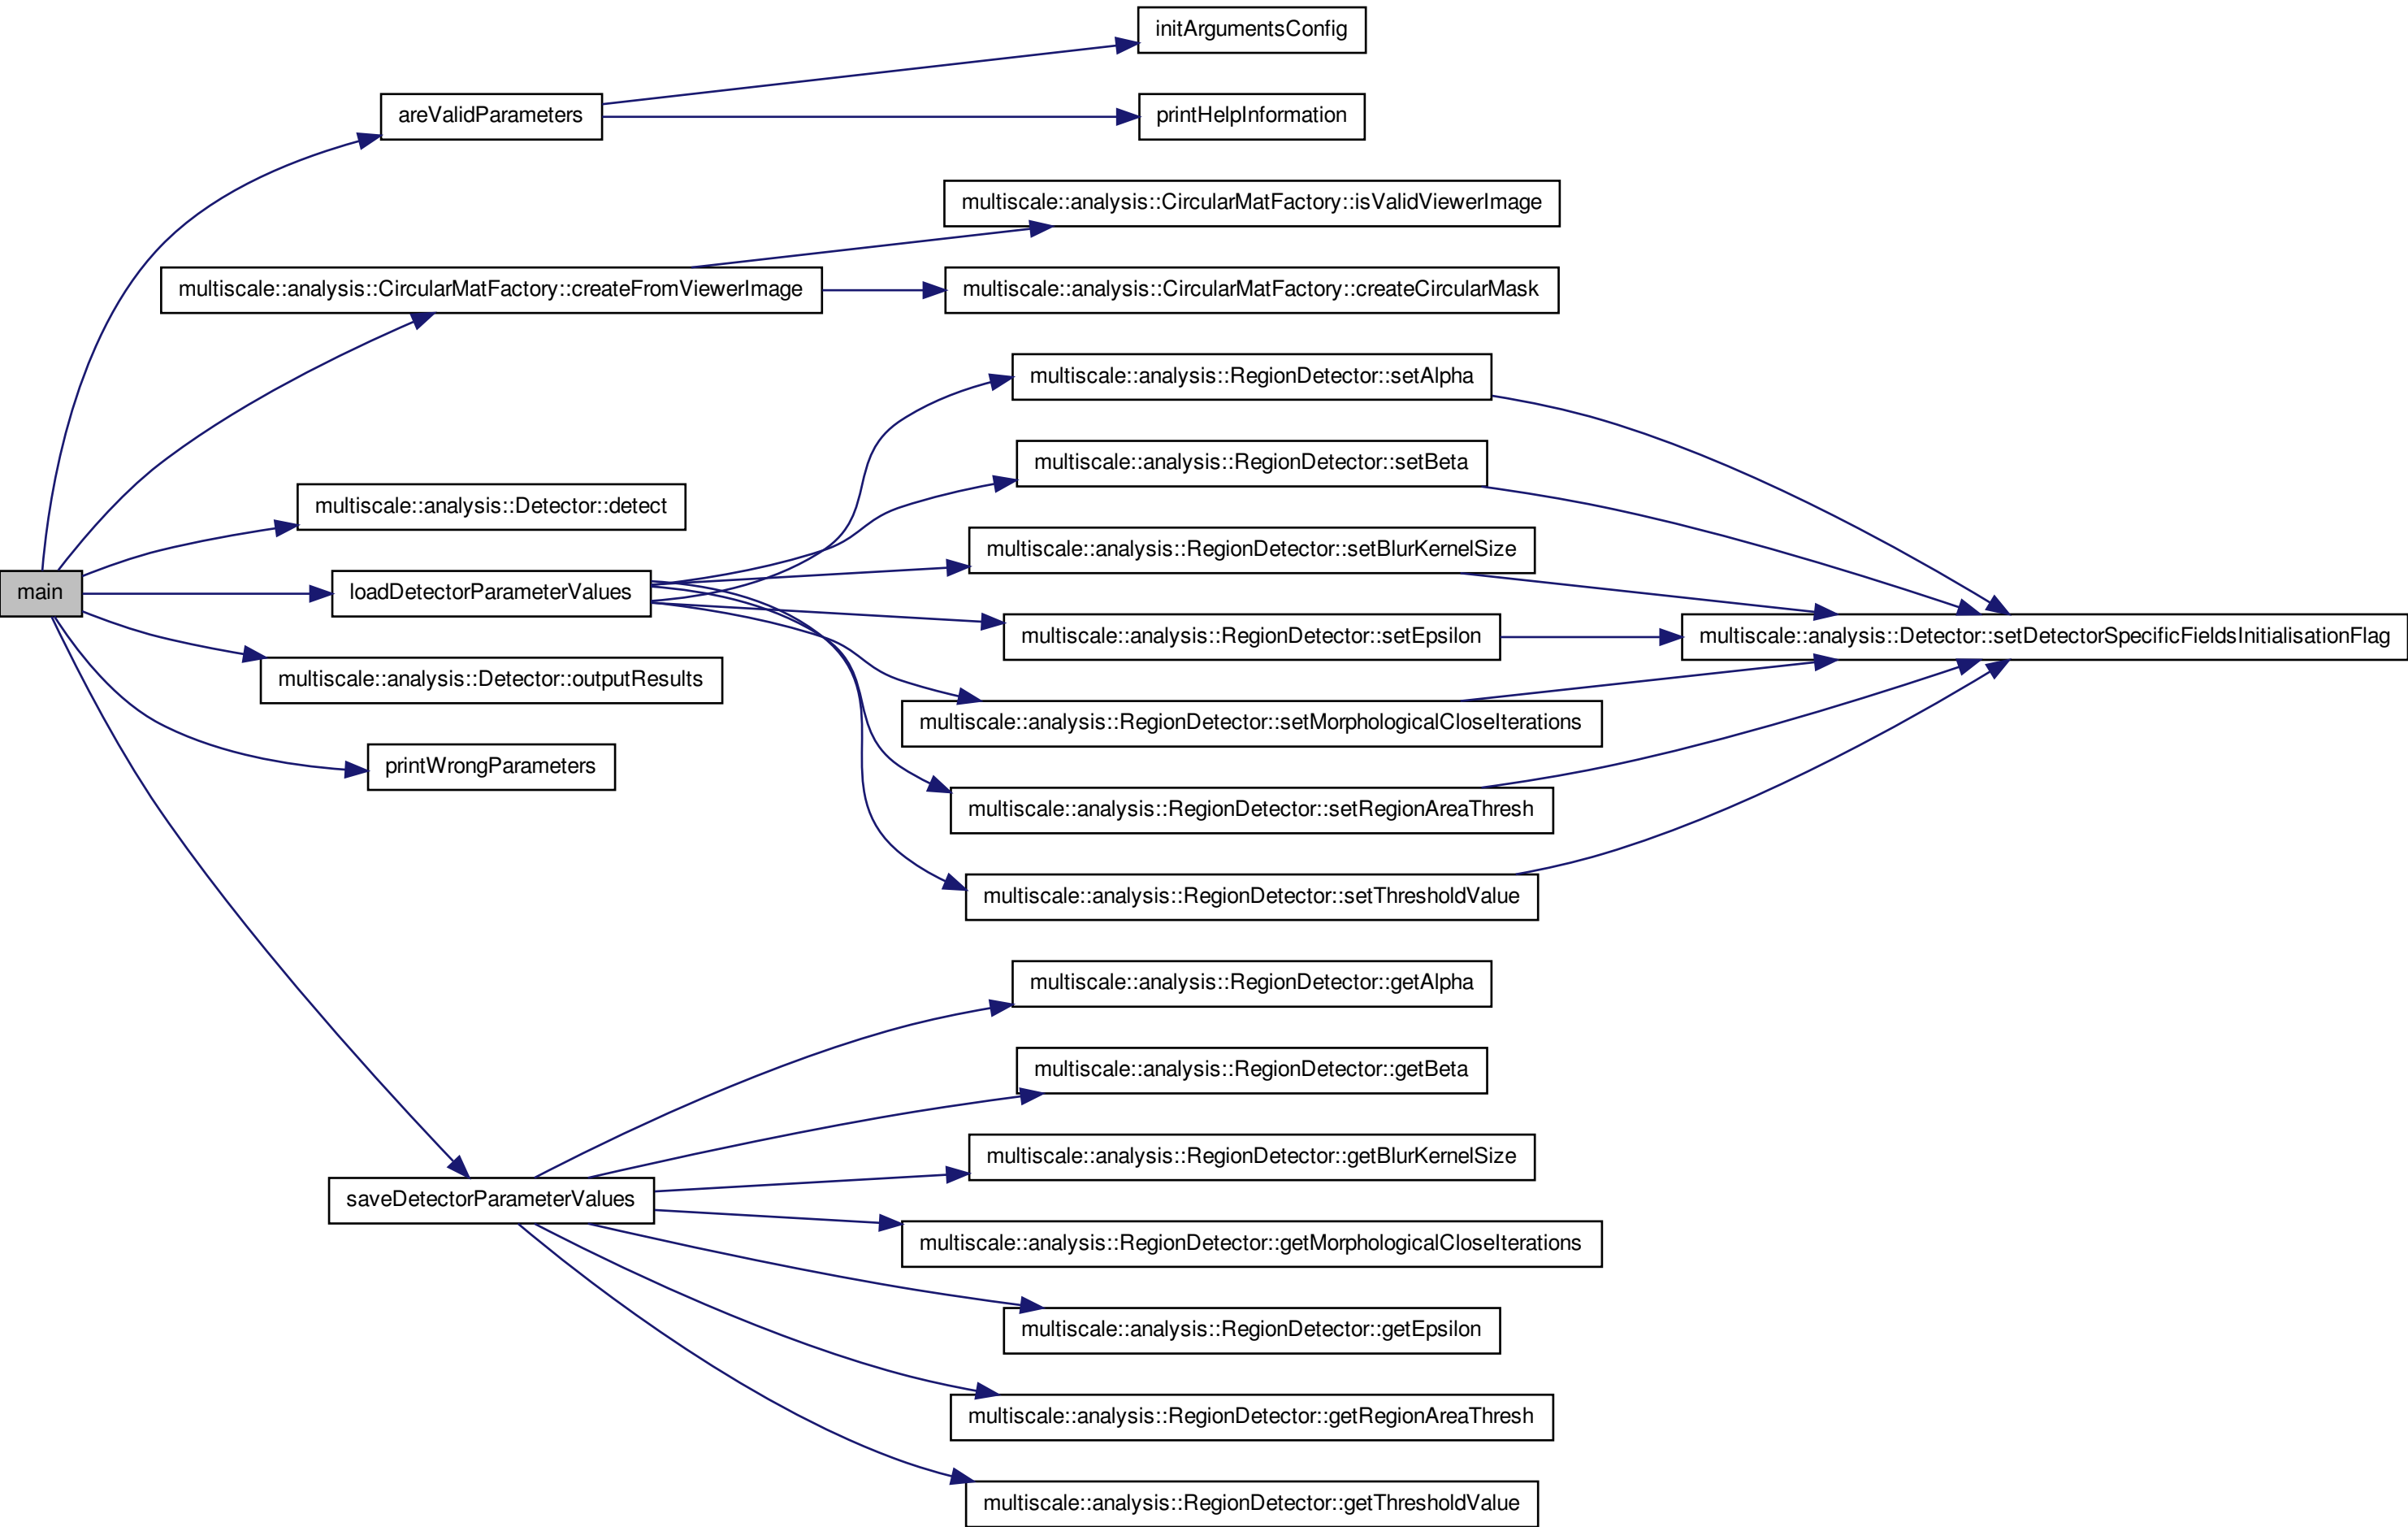 initArgumentsConfig
areValidParameters
printHelpInformation
multiscale::analysis::CircularMatFactory::isValidViewerImage
multiscale::analysis::CircularMatFactory::createFromViewerImage
multiscale::analysis::CircularMatFactory::createCircularMask
multiscale::analysis::RegionDetector::setAlpha
multiscale::analysis::RegionDetector::setBeta
multiscale::analysis::Detector::detect
multiscale::analysis::RegionDetector::setBlurKernelSize
main
loadDetectorParameterValues
multiscale::analysis::RegionDetector::setEpsilon
multiscale::analysis::Detector::setDetectorSpecificFieldsInitialisationFlag
multiscale::analysis::Detector::outputResults
multiscale::analysis::RegionDetector::setMorphologicalCloseIterations
printWrongParameters
multiscale::analysis::RegionDetector::setRegionAreaThresh
multiscale::analysis::RegionDetector::setThresholdValue
multiscale::analysis::RegionDetector::getAlpha
multiscale::analysis::RegionDetector::getBeta
multiscale::analysis::RegionDetector::getBlurKernelSize
saveDetectorParameterValues
multiscale::analysis::RegionDetector::getMorphologicalCloseIterations
multiscale::analysis::RegionDetector::getEpsilon
multiscale::analysis::RegionDetector::getRegionAreaThresh
multiscale::analysis::RegionDetector::getThresholdValue